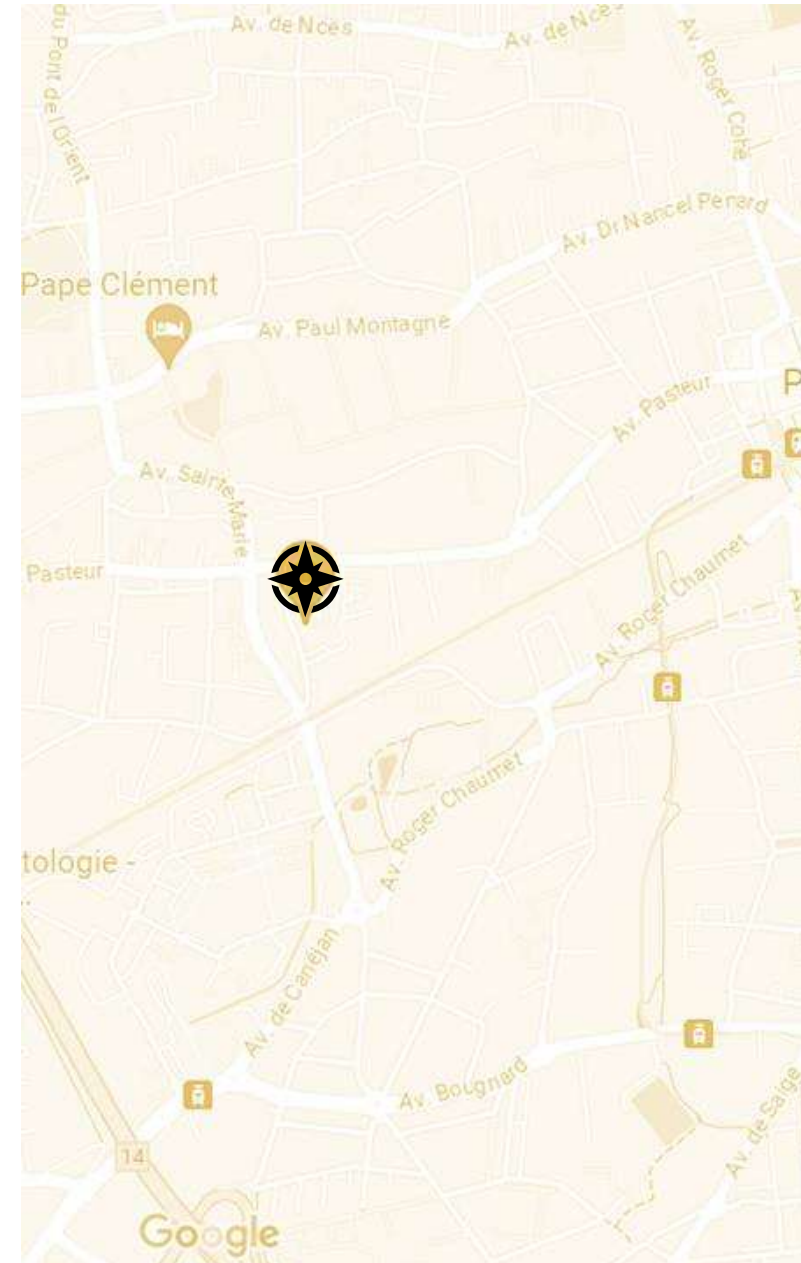 Av. de Noès
Av. de Noès
du Pont de l'Orient
Av. Roger Cohé
Av. Dr Nancel Penard
Pape Clément
Av. Paul Montagne
Av. Pasteur
P
Av. Sainte-Marie
Pasteur
Av. Roger Chaumet
Av. Roger Chaumet
tologie -
..
Av. de Canéjan
Av. Bougnard
Av. de Saige
14
Google